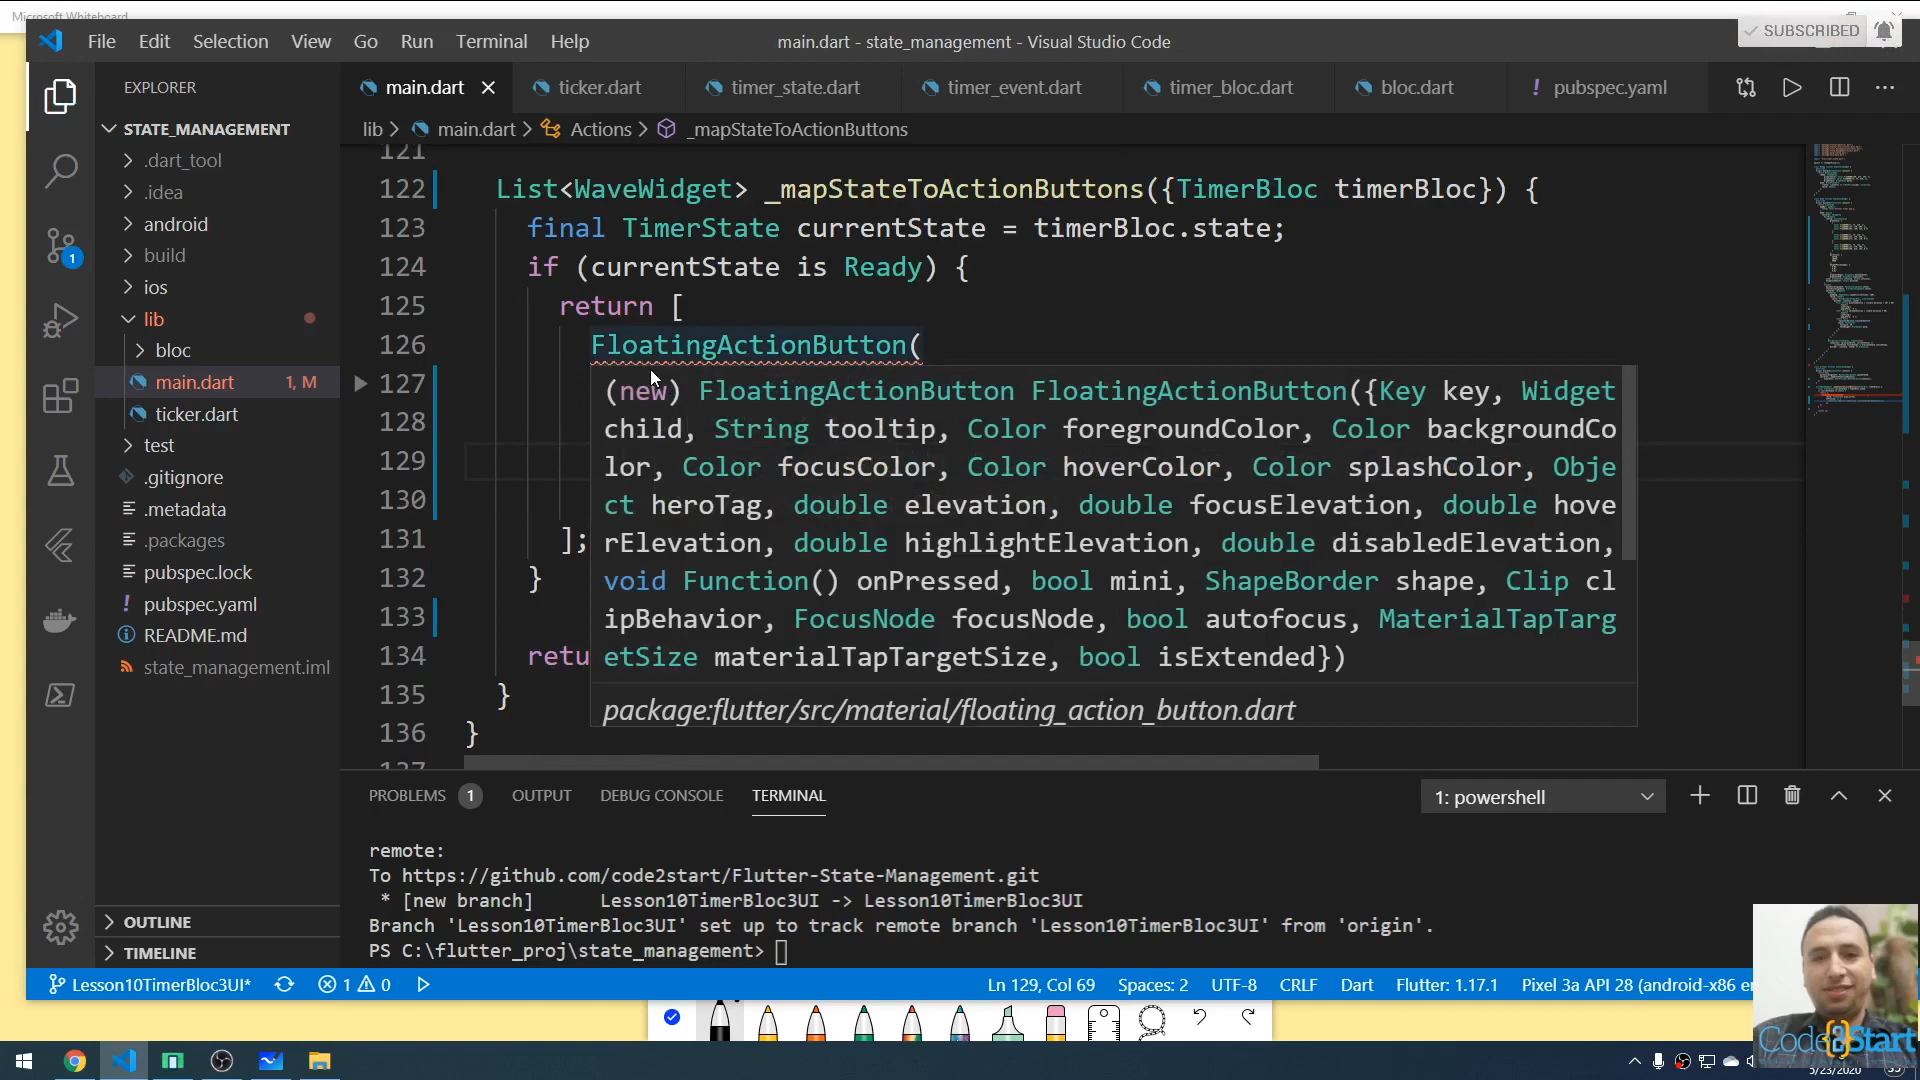 Microsoft Whiteboard
File Edit Selection View Go Run Terminal Help
main.dart - state_management - Visual Studio Code
SUBSCRIBED
EXPLORER
main.dart
ticker.dart
timer_state.dart
timer_event.dart
timer_bloc.dart
bloc.dart
! pubspec.yaml
STATE_MANAGEMENT
.dart_tool
.idea
android
build
ios
lib
bloc
main.dart 1, M
ticker.dart
test
.gitignore
.metadata
.packages
pubspec.lock
! pubspec.yaml
README.md
state_management.iml
OUTLINE
TIMELINE
1
lib > main.dart > Actions > _mapStateToActionButtons
121
122 List<WaveWidget> _mapStateToActionButtons({TimerBloc timerBloc}) {
123 final TimerState currentState = timerBloc.state;
124 if (currentState is Ready) {
125 return [
126 FloatingActionButton(
127
128
129
130
131 ];
132 }
133
134 retu
135 }
136 }
137
(new) FloatingActionButton FloatingActionButton({Key key, Widget
child, String tooltip, Color foregroundColor, Color backgroundCo
lor, Color focusColor, Color hoverColor, Color splashColor, Obje
ct heroTag, double elevation, double focusElevation, double hove
rElevation, double highlightElevation, double disabledElevation,
void Function() onPressed, bool mini, ShapeBorder shape, Clip cl
ipBehavior, FocusNode focusNode, bool autofocus, MaterialTapTarg
etSize materialTapTargetSize, bool isExtended})
package:flutter/src/material/floating_action_button.dart
PROBLEMS 1 OUTPUT DEBUG CONSOLE TERMINAL
1: powershell
remote:
To https://github.com/code2start/Flutter-State-Management.git
* [new branch] Lesson10TimerBloc3UI -> Lesson10TimerBloc3UI
Branch 'Lesson10TimerBloc3UI' set up to track remote branch 'Lesson10TimerBloc3UI' from 'origin'.
PS C:\flutter_proj\state_management>
Lesson10TimerBloc3UI* 1 0
Ln 129, Col 69 Spaces: 2 UTF-8 CRLF Dart Flutter: 1.17.1 Pixel 3a API 28 (android-x86 e
Code2Start
5/23/2020